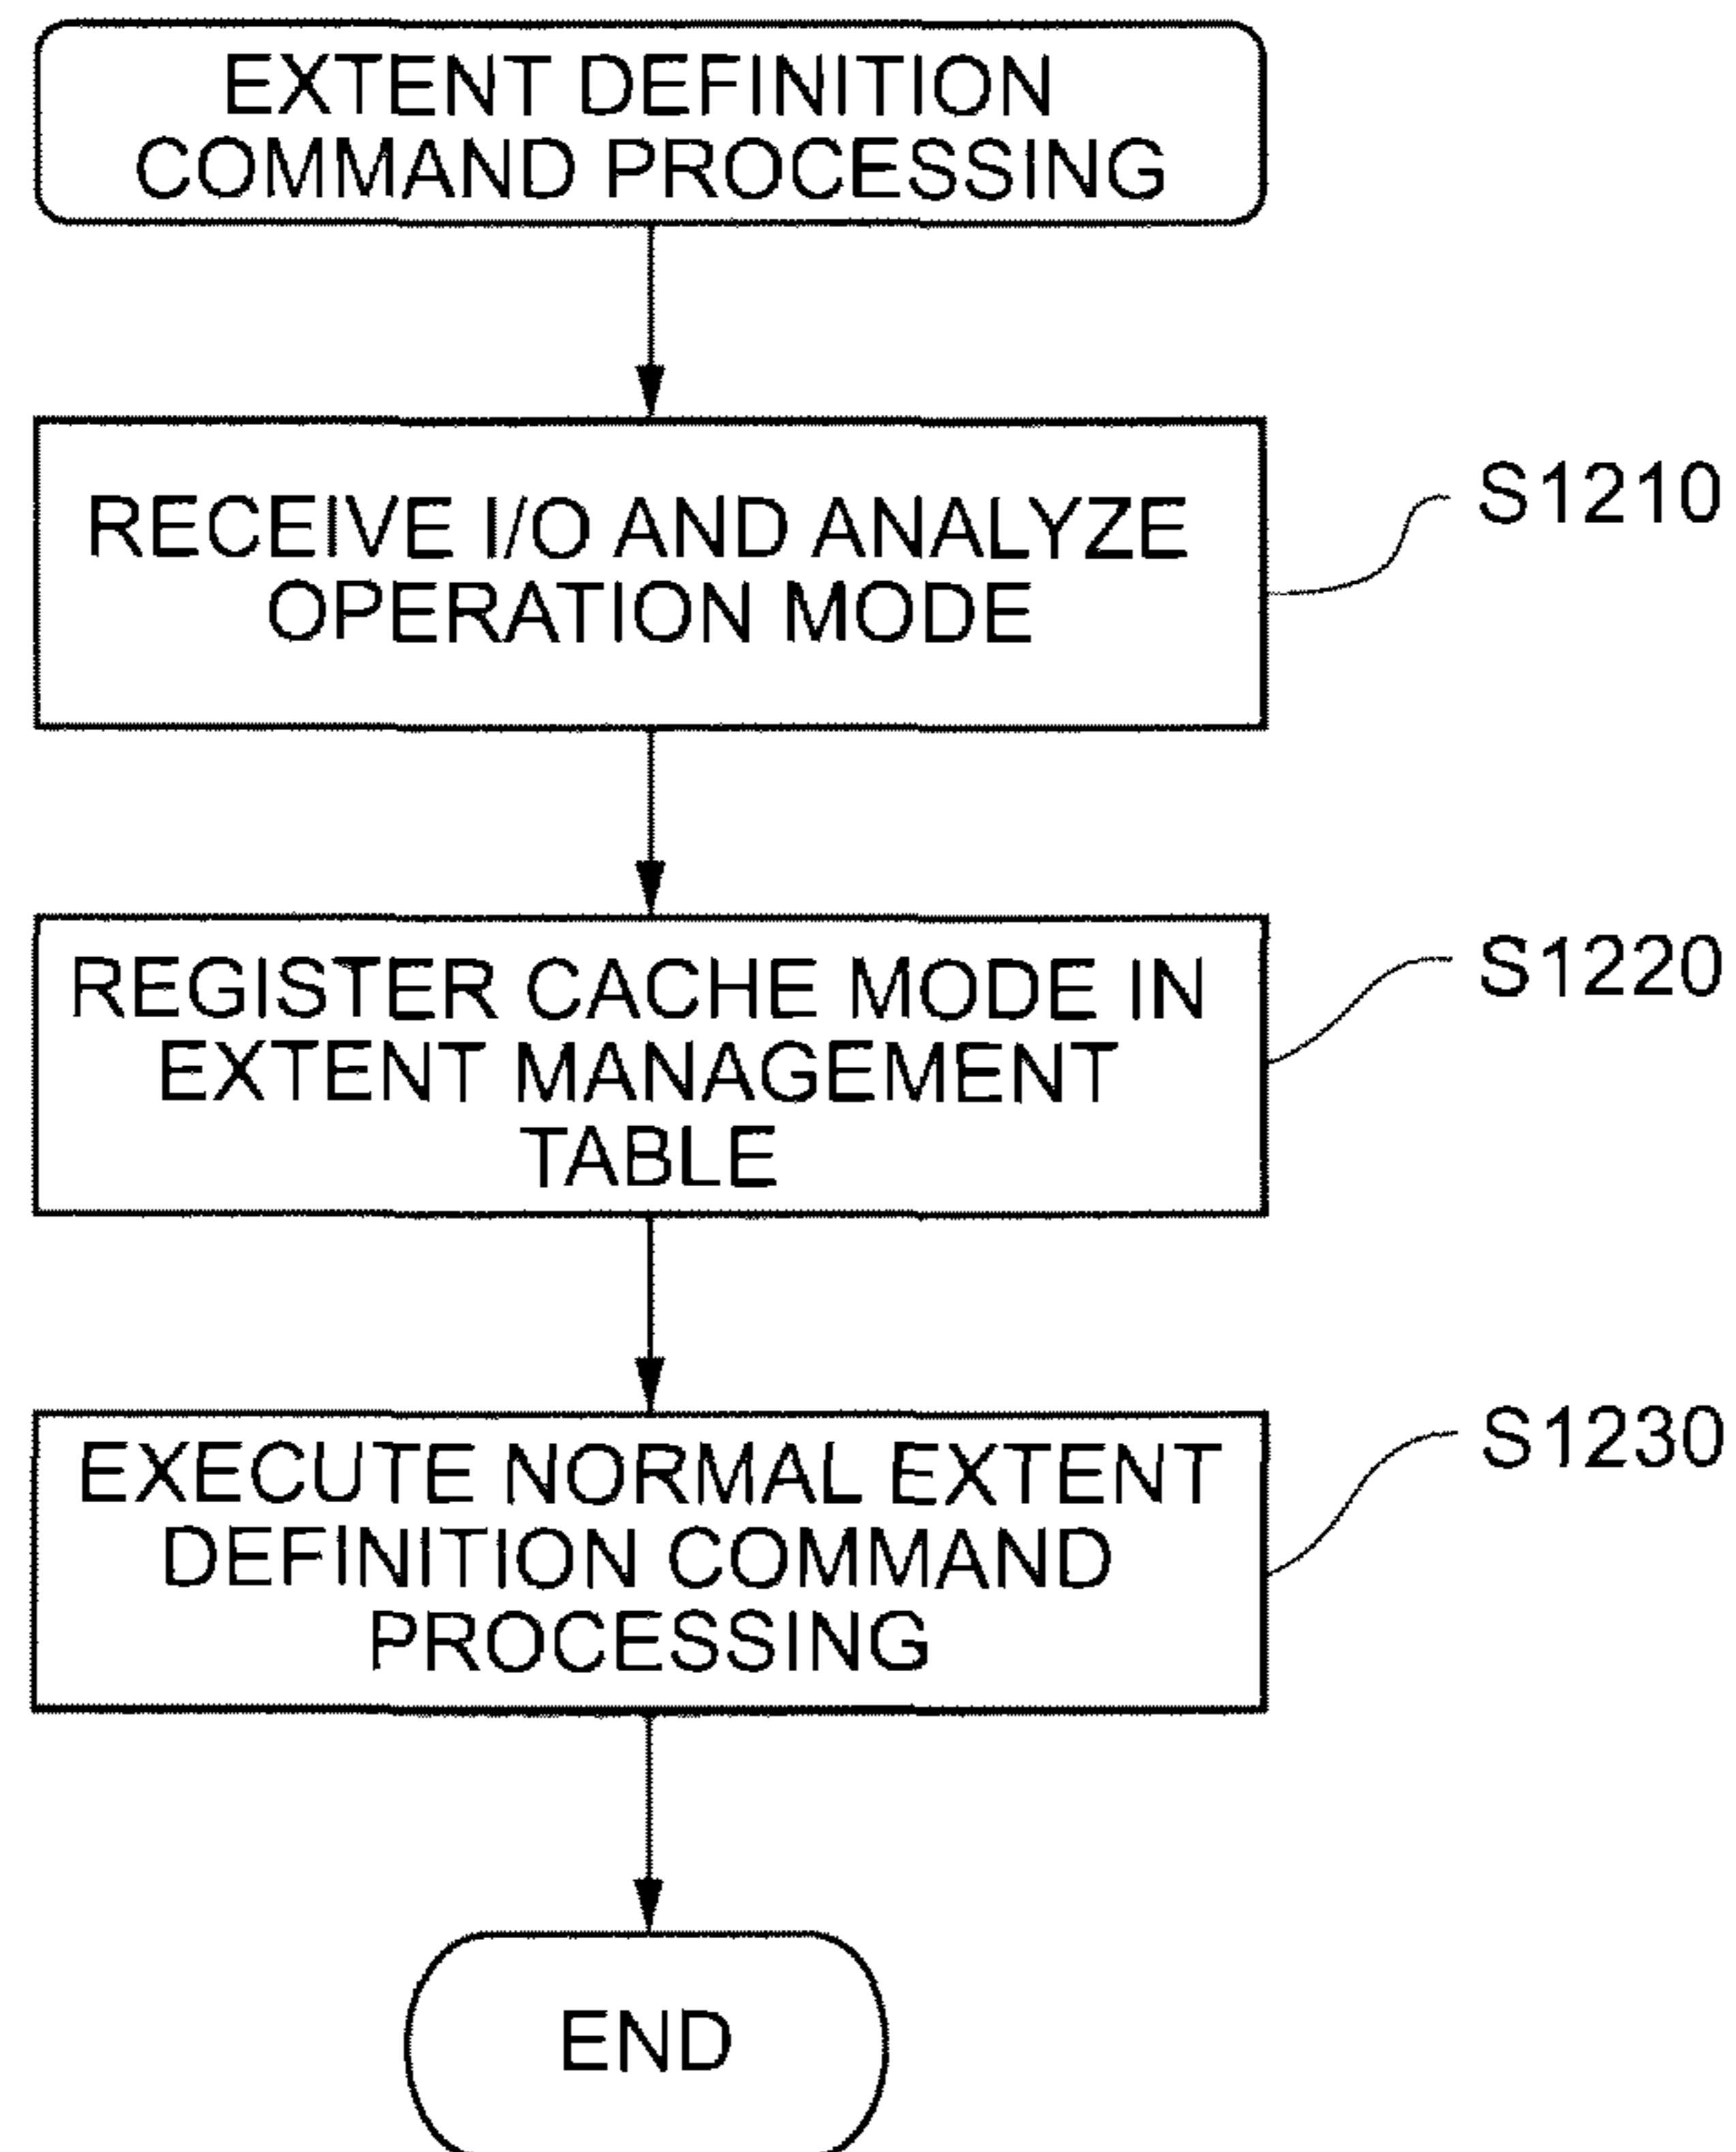 EXTENT DEFINITION
COMMAND PROCESSING
RECEIVE I/O AND ANALYZE
OPERATION MODE
S1210
REGISTER CACHE MODE IN
EXTENT MANAGEMENT
TABLE
S1220
EXECUTE NORMAL EXTENT
DEFINITION COMMAND
PROCESSING
S1230
END